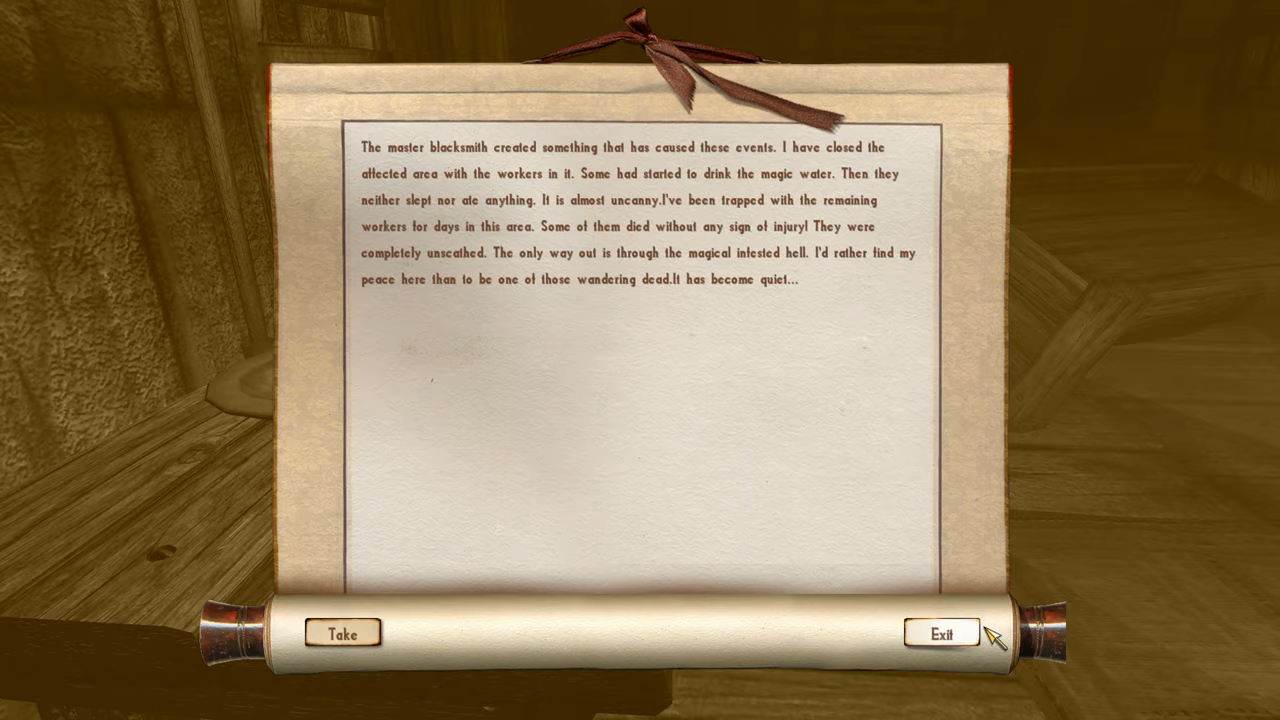 The master blacksmith created something that has caused these events. I have closed the
affected area with the workers in it. Some had started to drink the magic water. Then they
neither slept nor ate anything. It is almost uncanny.I've been trapped with the remaining
workers for days in this area. Some of them died without any sign of injury! They were
completely unscathed. The only way out is through the magical infested hell. I'd rather find my
peace here than to be one of those wandering dead.It has become quiet...
Take
Exit